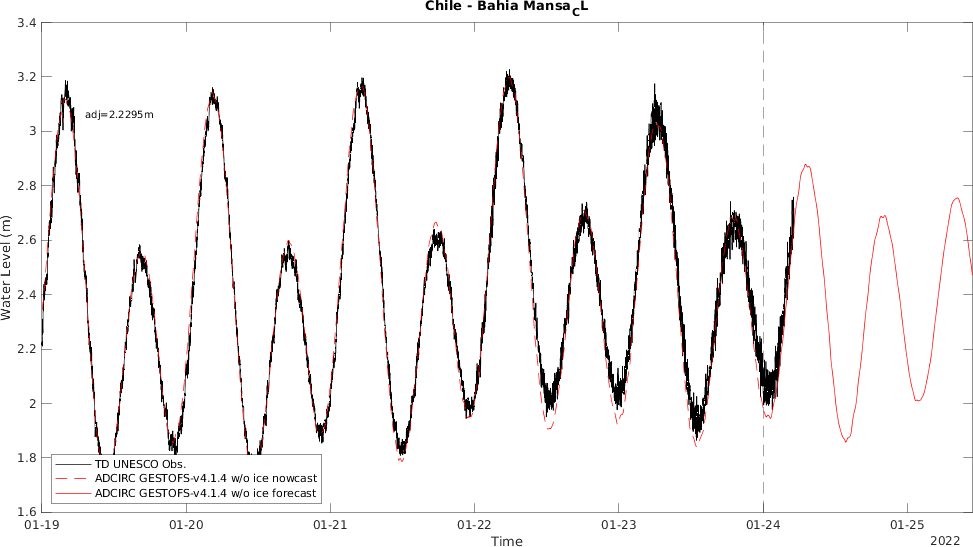 Chile - Bahia Mansa_CL
3.4
3.2
3
2.8
2.6
2.4
2.2
2
1.8
1.6
Water Level (m)
adj=2.2295m
TD UNESCO Obs.
ADCIRC GESTOFS-v4.1.4 w/o ice nowcast
ADCIRC GESTOFS-v4.1.4 w/o ice forecast
01-19 01-20 01-21 01-22 01-23 01-24 01-25
Time
2022